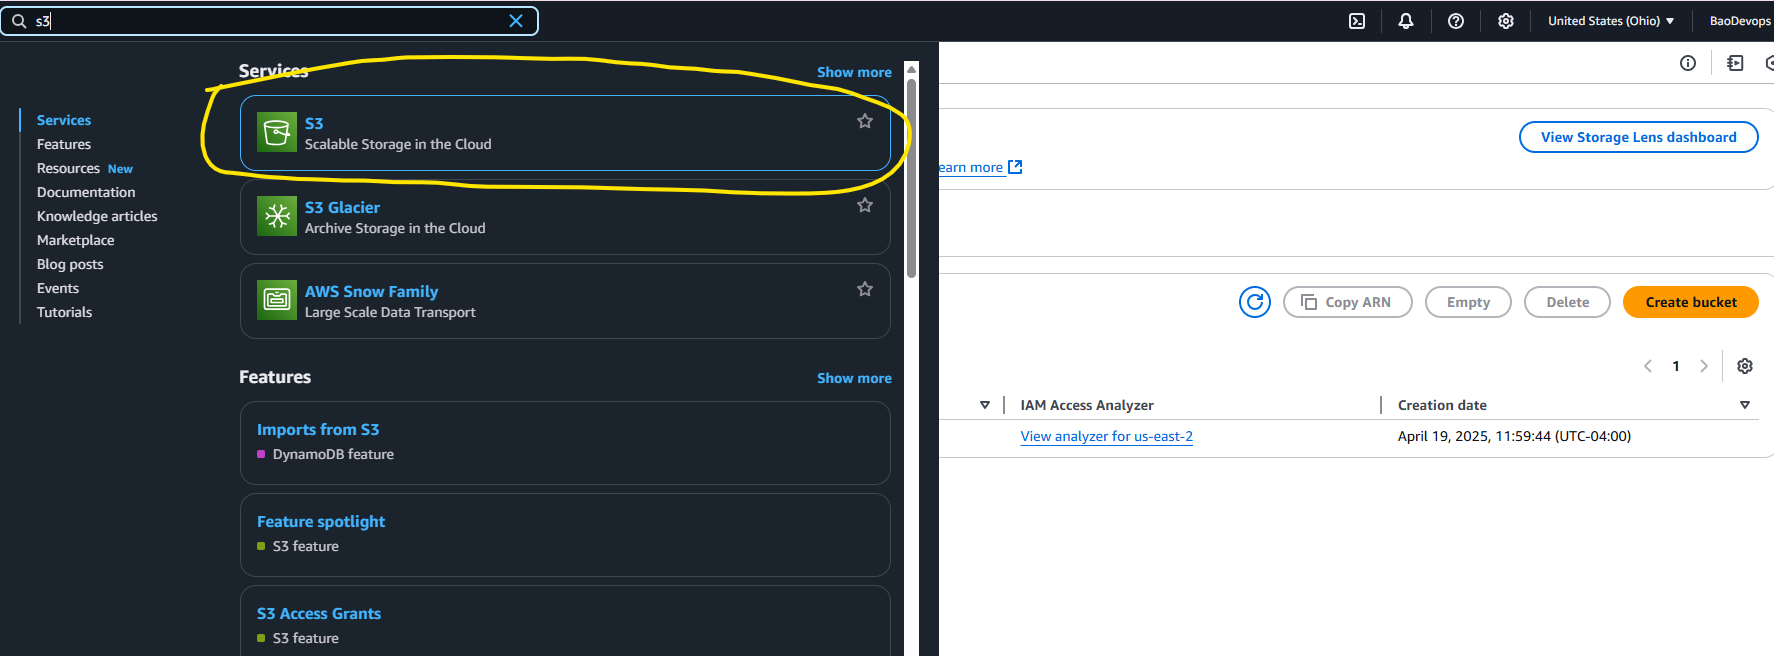 s3
United States (Ohio)
BaoDevops
Services
Features
Resources New
Documentation
Knowledge articles
Marketplace
Blog posts
Events
Tutorials
Services
Show more
S3
Scalable Storage in the Cloud
S3 Glacier
Archive Storage in the Cloud
AWS Snow Family
Large Scale Data Transport
Features
Show more
Imports from S3
DynamoDB feature
Feature spotlight
S3 feature
S3 Access Grants
S3 feature
View Storage Lens dashboard
earn more
Copy ARN
Empty
Delete
Create bucket
1
IAM Access Analyzer
Creation date
View analyzer for us-east-2
April 19, 2025, 11:59:44 (UTC-04:00)